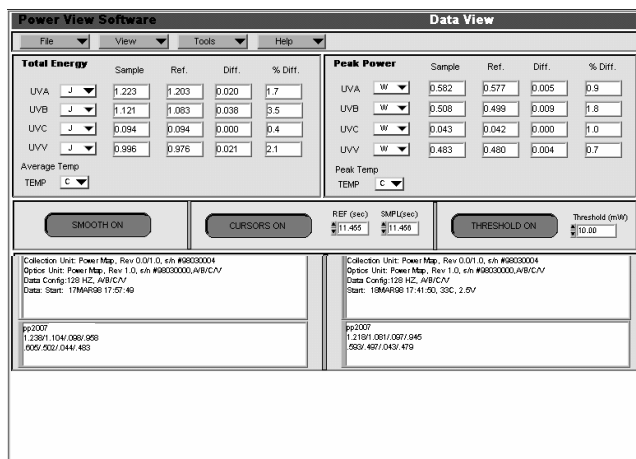 Power View Software Data View
File View Tools Help
Total Energy Sample Ref. Diff. % Diff.
UVA J 1.223 1.203 0.020 1.7
UVB J 1.121 1.083 0.038 3.5
UVC J 0.094 0.094 0.000 0.4
UVV J 0.996 0.976 0.021 2.1
Average Temp
TEMP C
Peak Power Sample Ref. Diff. % Diff.
UVA W 0.582 0.577 0.005 0.9
UVB W 0.508 0.499 0.009 1.8
UVC W 0.043 0.042 0.000 1.0
UVV W 0.483 0.480 0.004 0.7
Peak Temp
TEMP C
SMOOTH ON
CURSORS ON
REF (sec) SMPL(sec)
11.455 11.456
THRESHOLD ON
Threshold (mW)
10.00
Collection Unit: Power Map, Rev 0.0/1.0, s/n #98030004
Optics Unit: Power Map, Rev 1.0, s/n #98030000,A/B/C/V
Data Config:128 HZ, A/B/C/V
Data: Start: 17MAR98 17:57:49
pp2007
1.238/1.104/.098/.958
.605/.502/.044/.483
Collection Unit: Power Map, Rev 0.0/1.0, s/n #98030004
Optics Unit: Power Map, Rev 1.0, s/n #98030000,A/B/C/V
Data Config:128 HZ, A/B/C/V
Start: 18MAR98 17:41:50, 33C, 2.5V
pp2007
1.218/1.081/.097/.945
.593/.497/.043/.479